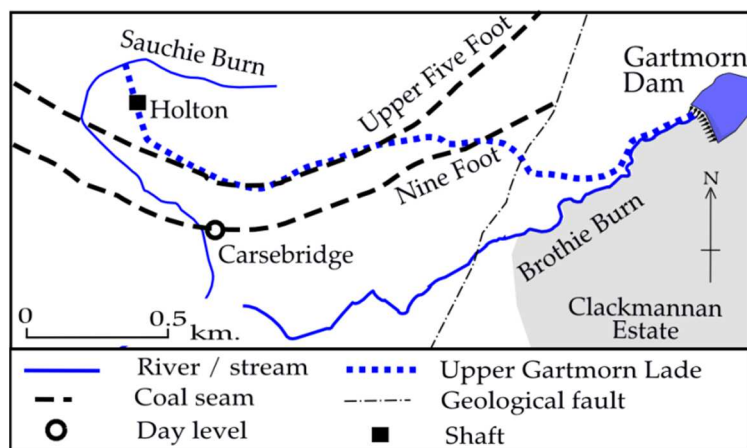 Sauchie Burn
Upper Five Foot
Gartmorn
Dam
Holton
Nine Foot
N
Carsebridge
Brothie Burn
0 0.5
km.
Clackmannan
Estate
River / stream
Upper Gartmorn Lade
Coal seam
Geological fault
Day level
Shaft